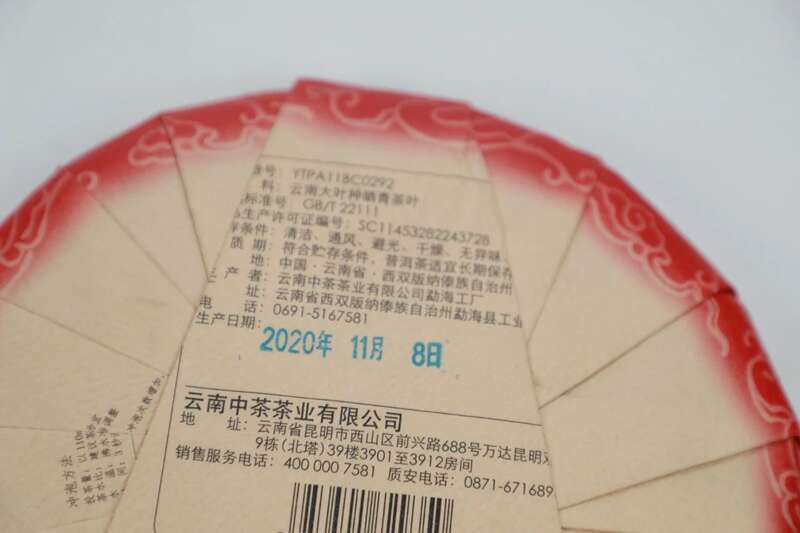 号: YTPA118C0292
料: 云南大叶种晒青茶叶
标准号: GB/T 22111
生产许可证编号: SC11453282243728
存条件: 清洁、通风、避光、干燥、无异味
质期: 符合贮存条件，普洱茶适宜长期保存
地: 中国·云南省·西双版纳傣族自治州
产者: 云南中茶茶业有限公司勐海工厂
址: 云南省西双版纳傣族自治州勐海县工业
电话: 0691-5167581
生产日期:
2020年 11月 8日
云南中茶茶业有限公司
地址: 云南省昆明市西山区前兴路688号万达昆明双
9栋(北塔)39楼3901至3912房间
销售服务电话: 400 000 7581 质安电话: 0871-671689
冲泡方法